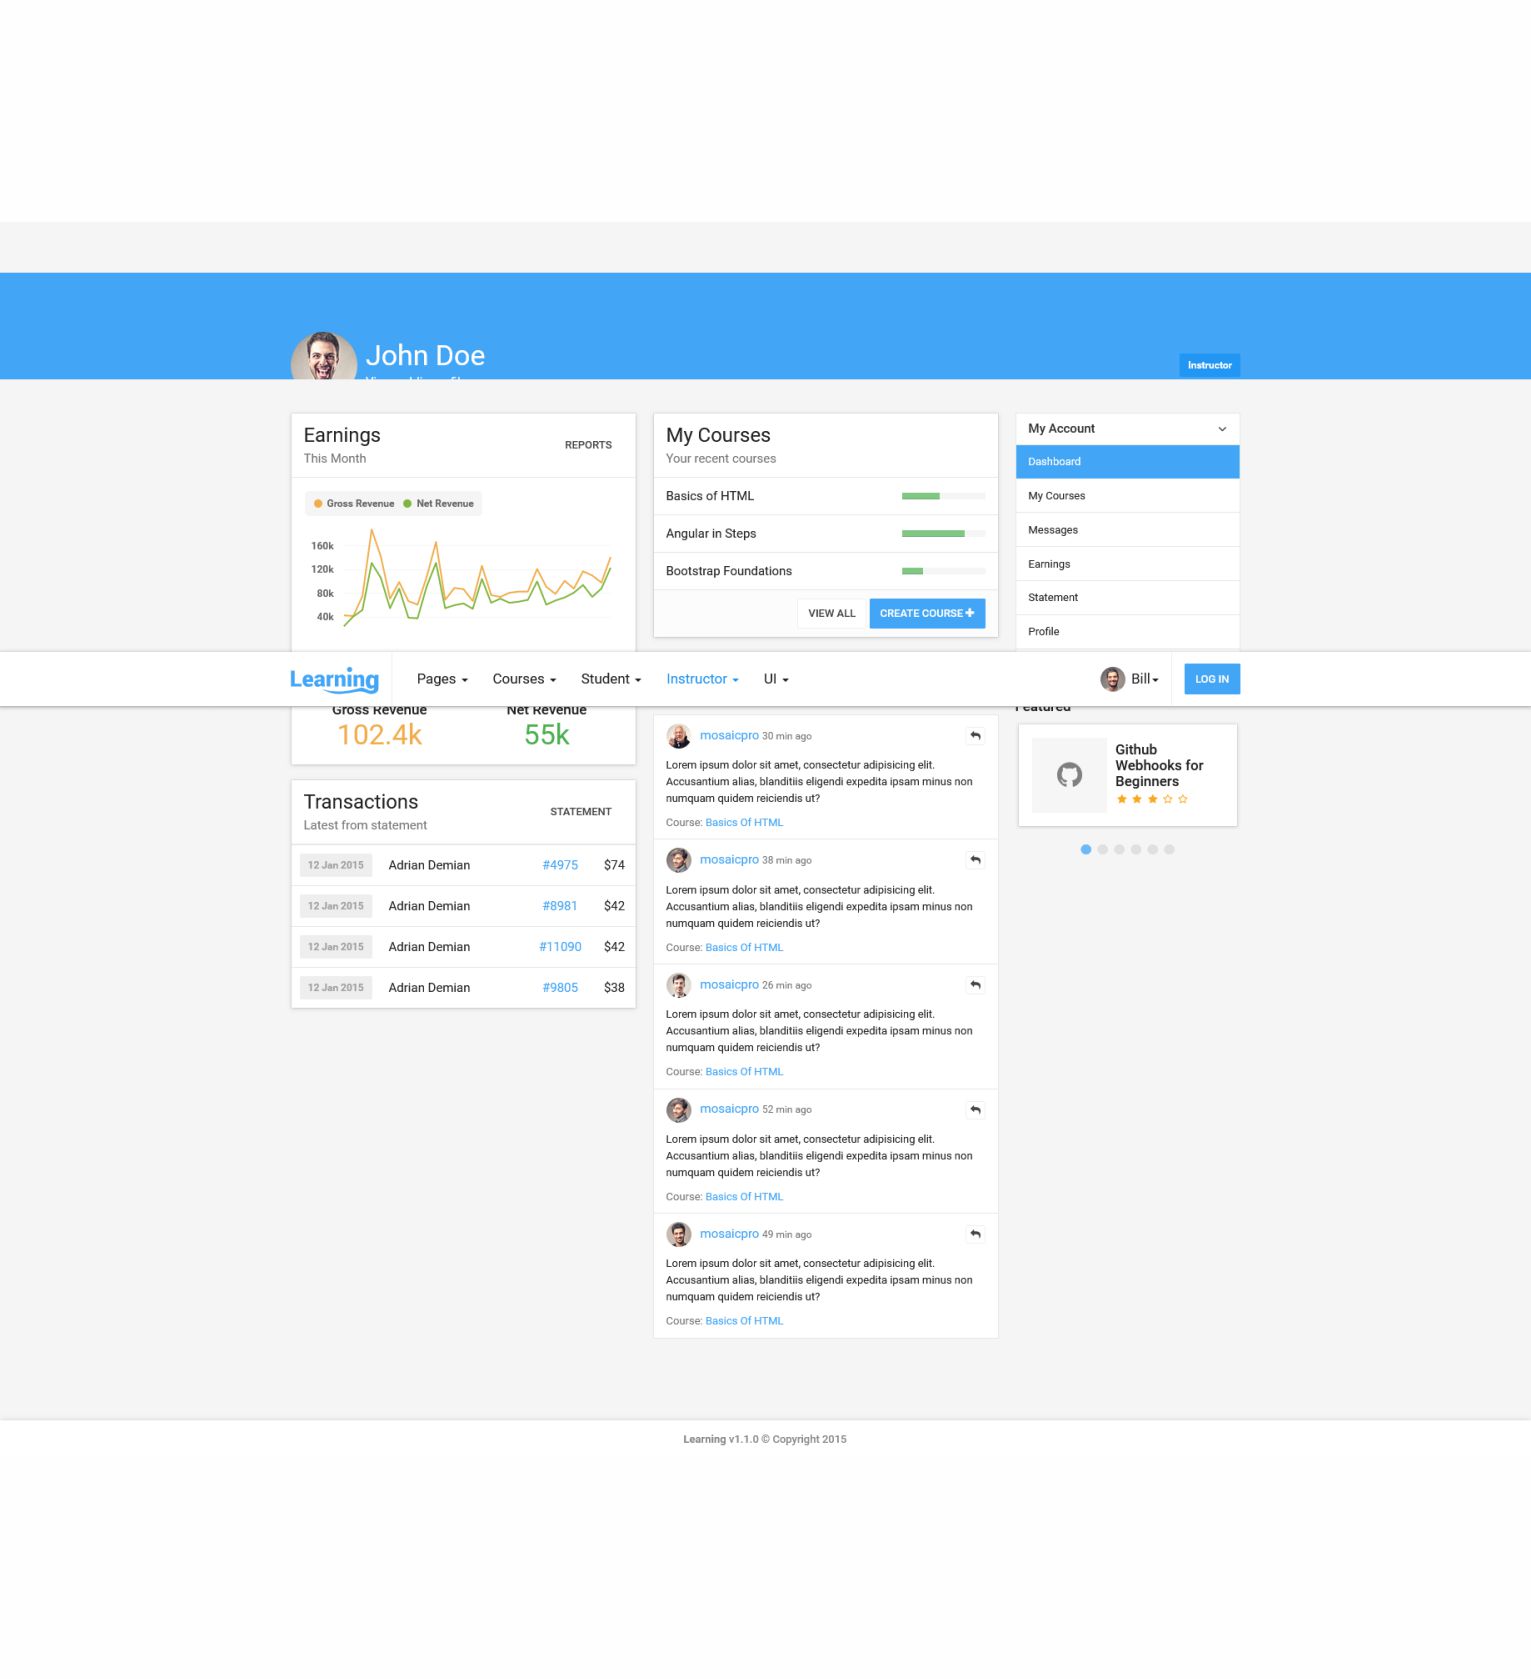 John Doe
Instructor
Earnings
This Month
REPORTS
Gross Revenue
Net Revenue
160k
120k
80k
40k
My Courses
Your recent courses
Basics of HTML
Angular in Steps
Bootstrap Foundations
VIEW ALL
CREATE COURSE
My Account
Dashboard
My Courses
Messages
Earnings
Statement
Profile
Learning
Pages
Courses
Student
Instructor
UI
Bill
LOG IN
Gross Revenue
Net Revenue
102.4k
55k
Transactions
Latest from statement
STATEMENT
12 Jan 2015 Adrian Demian #4975 $74
12 Jan 2015 Adrian Demian #8981 $42
12 Jan 2015 Adrian Demian #11090 $42
12 Jan 2015 Adrian Demian #9805 $38
mosaicpro 30 min ago
Lorem ipsum dolor sit amet, consectetur adipisicing elit.
Accusantium alias, blanditiis eligendi expedita ipsam minus non
numquam quidem reiciendis ut?
Course: Basics Of HTML
mosaicpro 38 min ago
Lorem ipsum dolor sit amet, consectetur adipisicing elit.
Accusantium alias, blanditiis eligendi expedita ipsam minus non
numquam quidem reiciendis ut?
Course: Basics Of HTML
mosaicpro 26 min ago
Lorem ipsum dolor sit amet, consectetur adipisicing elit.
Accusantium alias, blanditiis eligendi expedita ipsam minus non
numquam quidem reiciendis ut?
Course: Basics Of HTML
mosaicpro 52 min ago
Lorem ipsum dolor sit amet, consectetur adipisicing elit.
Accusantium alias, blanditiis eligendi expedita ipsam minus non
numquam quidem reiciendis ut?
Course: Basics Of HTML
mosaicpro 49 min ago
Lorem ipsum dolor sit amet, consectetur adipisicing elit.
Accusantium alias, blanditiis eligendi expedita ipsam minus non
numquam quidem reiciendis ut?
Course: Basics Of HTML
Featured
Github
Webhooks for
Beginners
Learning v1.1.0 © Copyright 2015